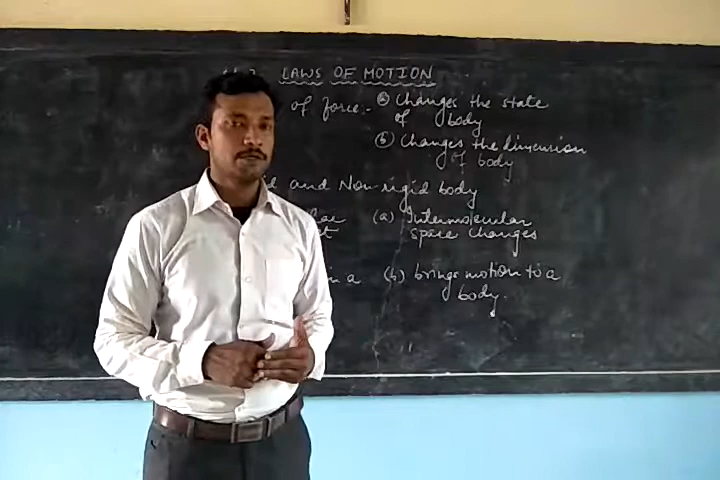 LAWS OF MOTION
of force:- (a) Changes the state
of body
(b) Changes the dimension
of body
and Non-rigid body
(a) Intermolecular
space changes
in a (b) brings motion to a
body.